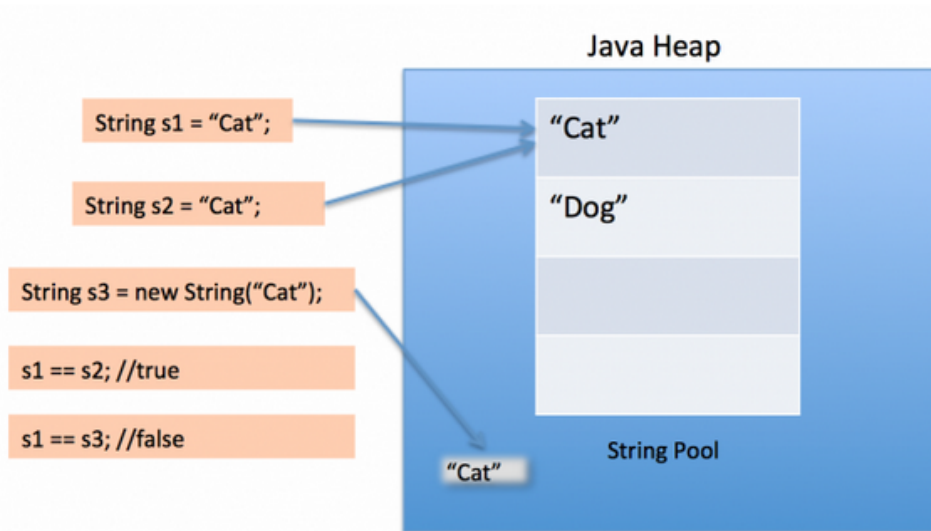 Java Heap
String s1 = “Cat”;
“Cat”
String s2 = “Cat”;
“Dog”
String s3 = new String(“Cat”);
s1 == s2; //true
s1 == s3; //false
String Pool
“Cat”